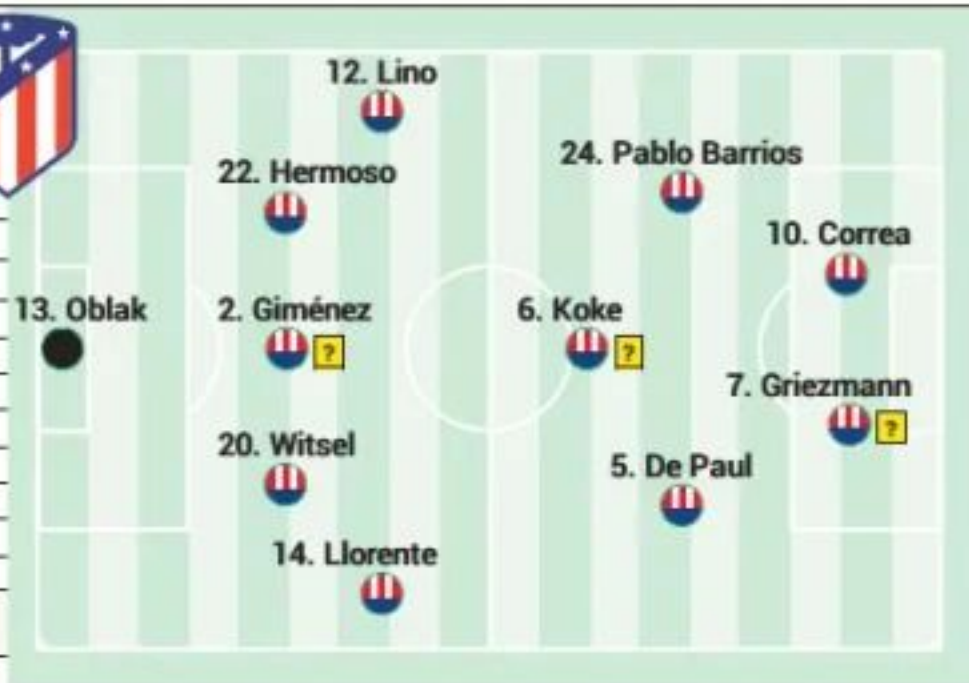 12. Lino
24. Pablo Barrios
22. Hermoso
10. Correa
13. Oblak
2. Giménez
?
6. Koke
?
7. Griezmann
?
20. Witsel
5. De Paul
14. Llorente